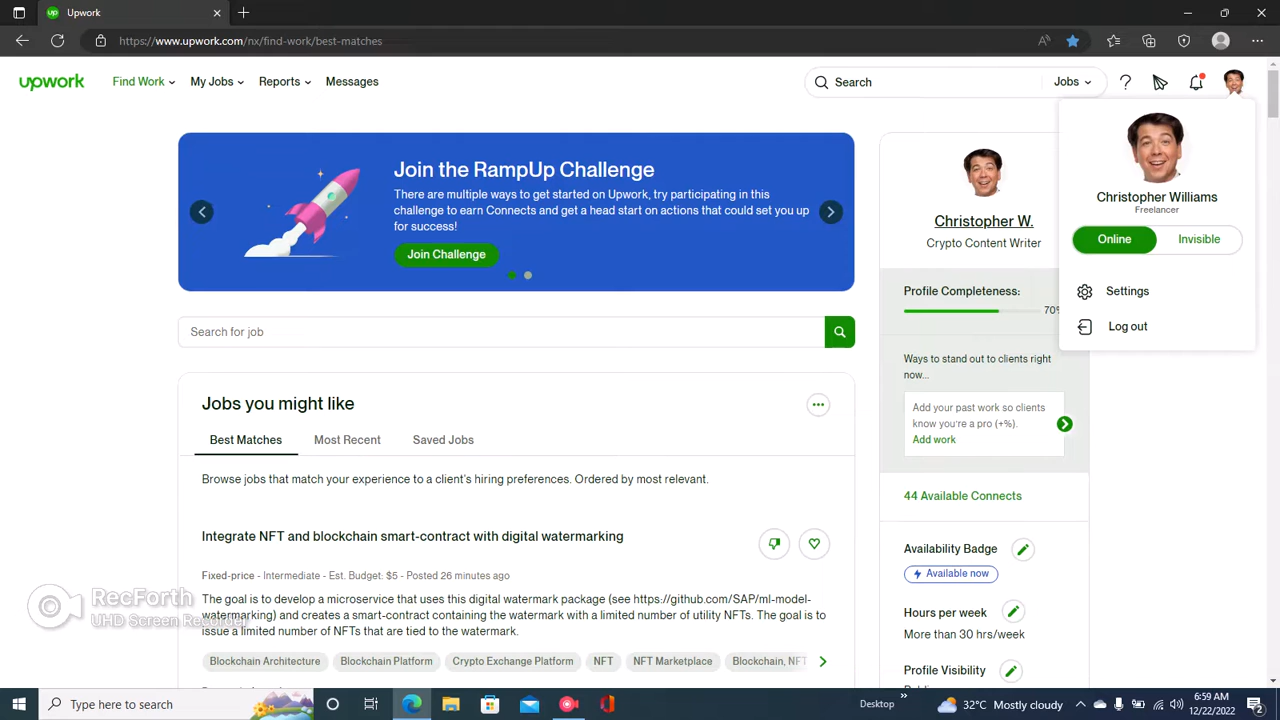 Upwork
https://www.upwork.com/nx/find-work/best-matches
upwork
Find Work
My Jobs
Reports
Messages
Search
Jobs
Join the RampUp Challenge
There are multiple ways to get started on Upwork, try participating in this
challenge to earn Connects and get a head start on actions that could set you up
for success!
Join Challenge
Search for job
Jobs you might like
Best Matches
Most Recent
Saved Jobs
Browse jobs that match your experience to a client's hiring preferences. Ordered by most relevant.
Integrate NFT and blockchain smart-contract with digital watermarking
Fixed-price - Intermediate - Est. Budget: $5 - Posted 26 minutes ago
The goal is to develop a microservice that uses this digital watermark package (see https://github.com/SAP/ml-model-
watermarking) and creates a smart-contract containing the watermark with a limited number of utility NFTs. The goal is to
issue a limited number of NFTs that are tied to the watermark.
Blockchain Architecture
Blockchain Platform
Crypto Exchange Platform
NFT
NFT Marketplace
Blockchain, NFT
Christopher W.
Crypto Content Writer
Profile Completeness:
70%
Ways to stand out to clients right
now...
Add your past work so clients
know you're a pro (+%).
Add work
44 Available Connects
Availability Badge
Available now
Hours per week
More than 30 hrs/week
Profile Visibility
Christopher Williams
Freelancer
Online
Invisible
Settings
Log out
RecForth
UHD Screen Recorder
Type here to search
Desktop
32°C Mostly cloudy
6:59 AM
12/22/2022
2